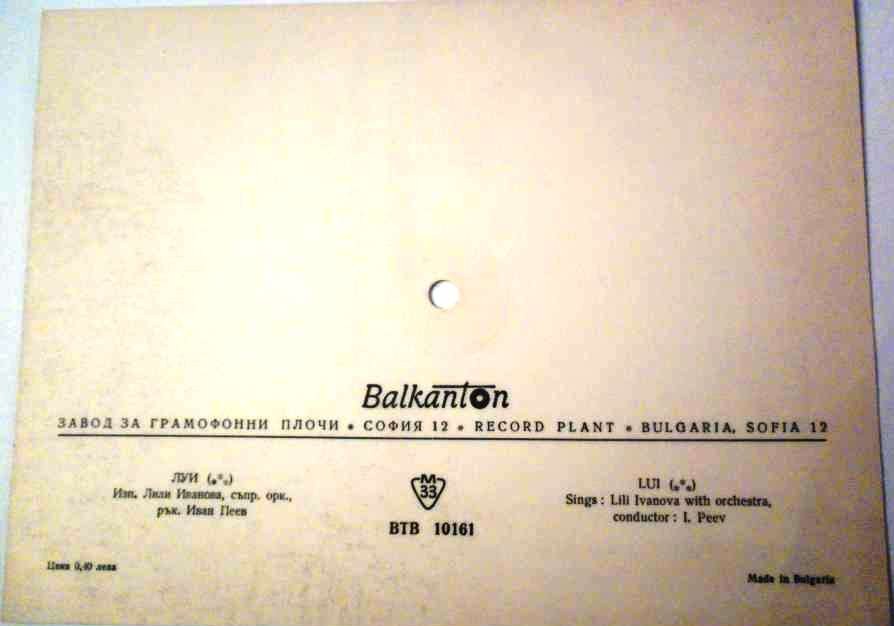 Balkanton
ЗАВОД ЗА ГРАМОФОННИ ПЛОЧИ • СОФИЯ 12 • RECORD PLANT • BULGARIA, SOFIA 12
ЛУИ (***)
Изп. Лили Иванова, съпр. орк.,
рък. Иван Пеев
M
33
ВТВ 10161
LUI (***)
Sings : Lili Ivanova with orchestra,
conductor : I. Peev
Цена 0,40 лева
Made in Bulgaria